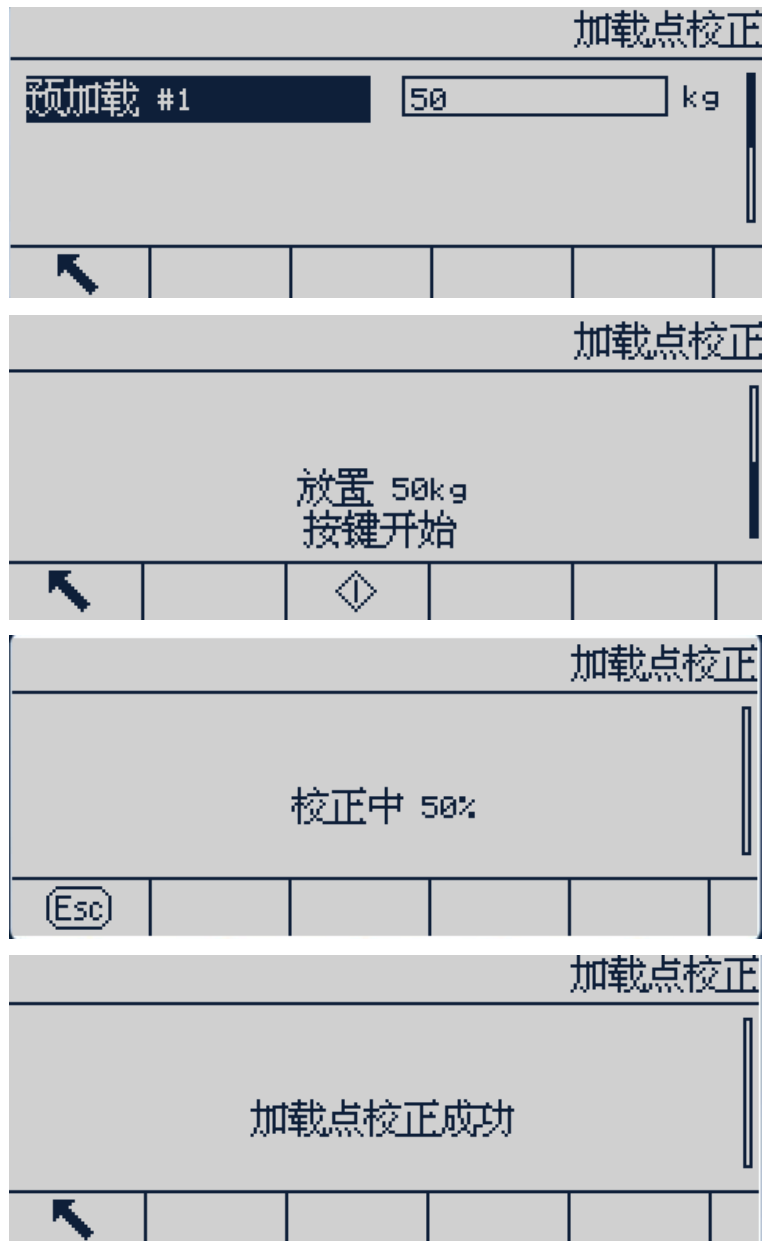 加载点校正
预加载 #1 50 kg
加载点校正
放置 50kg
按键开始
加载点校正
校正中 50%
Esc
加载点校正
加载点校正成功